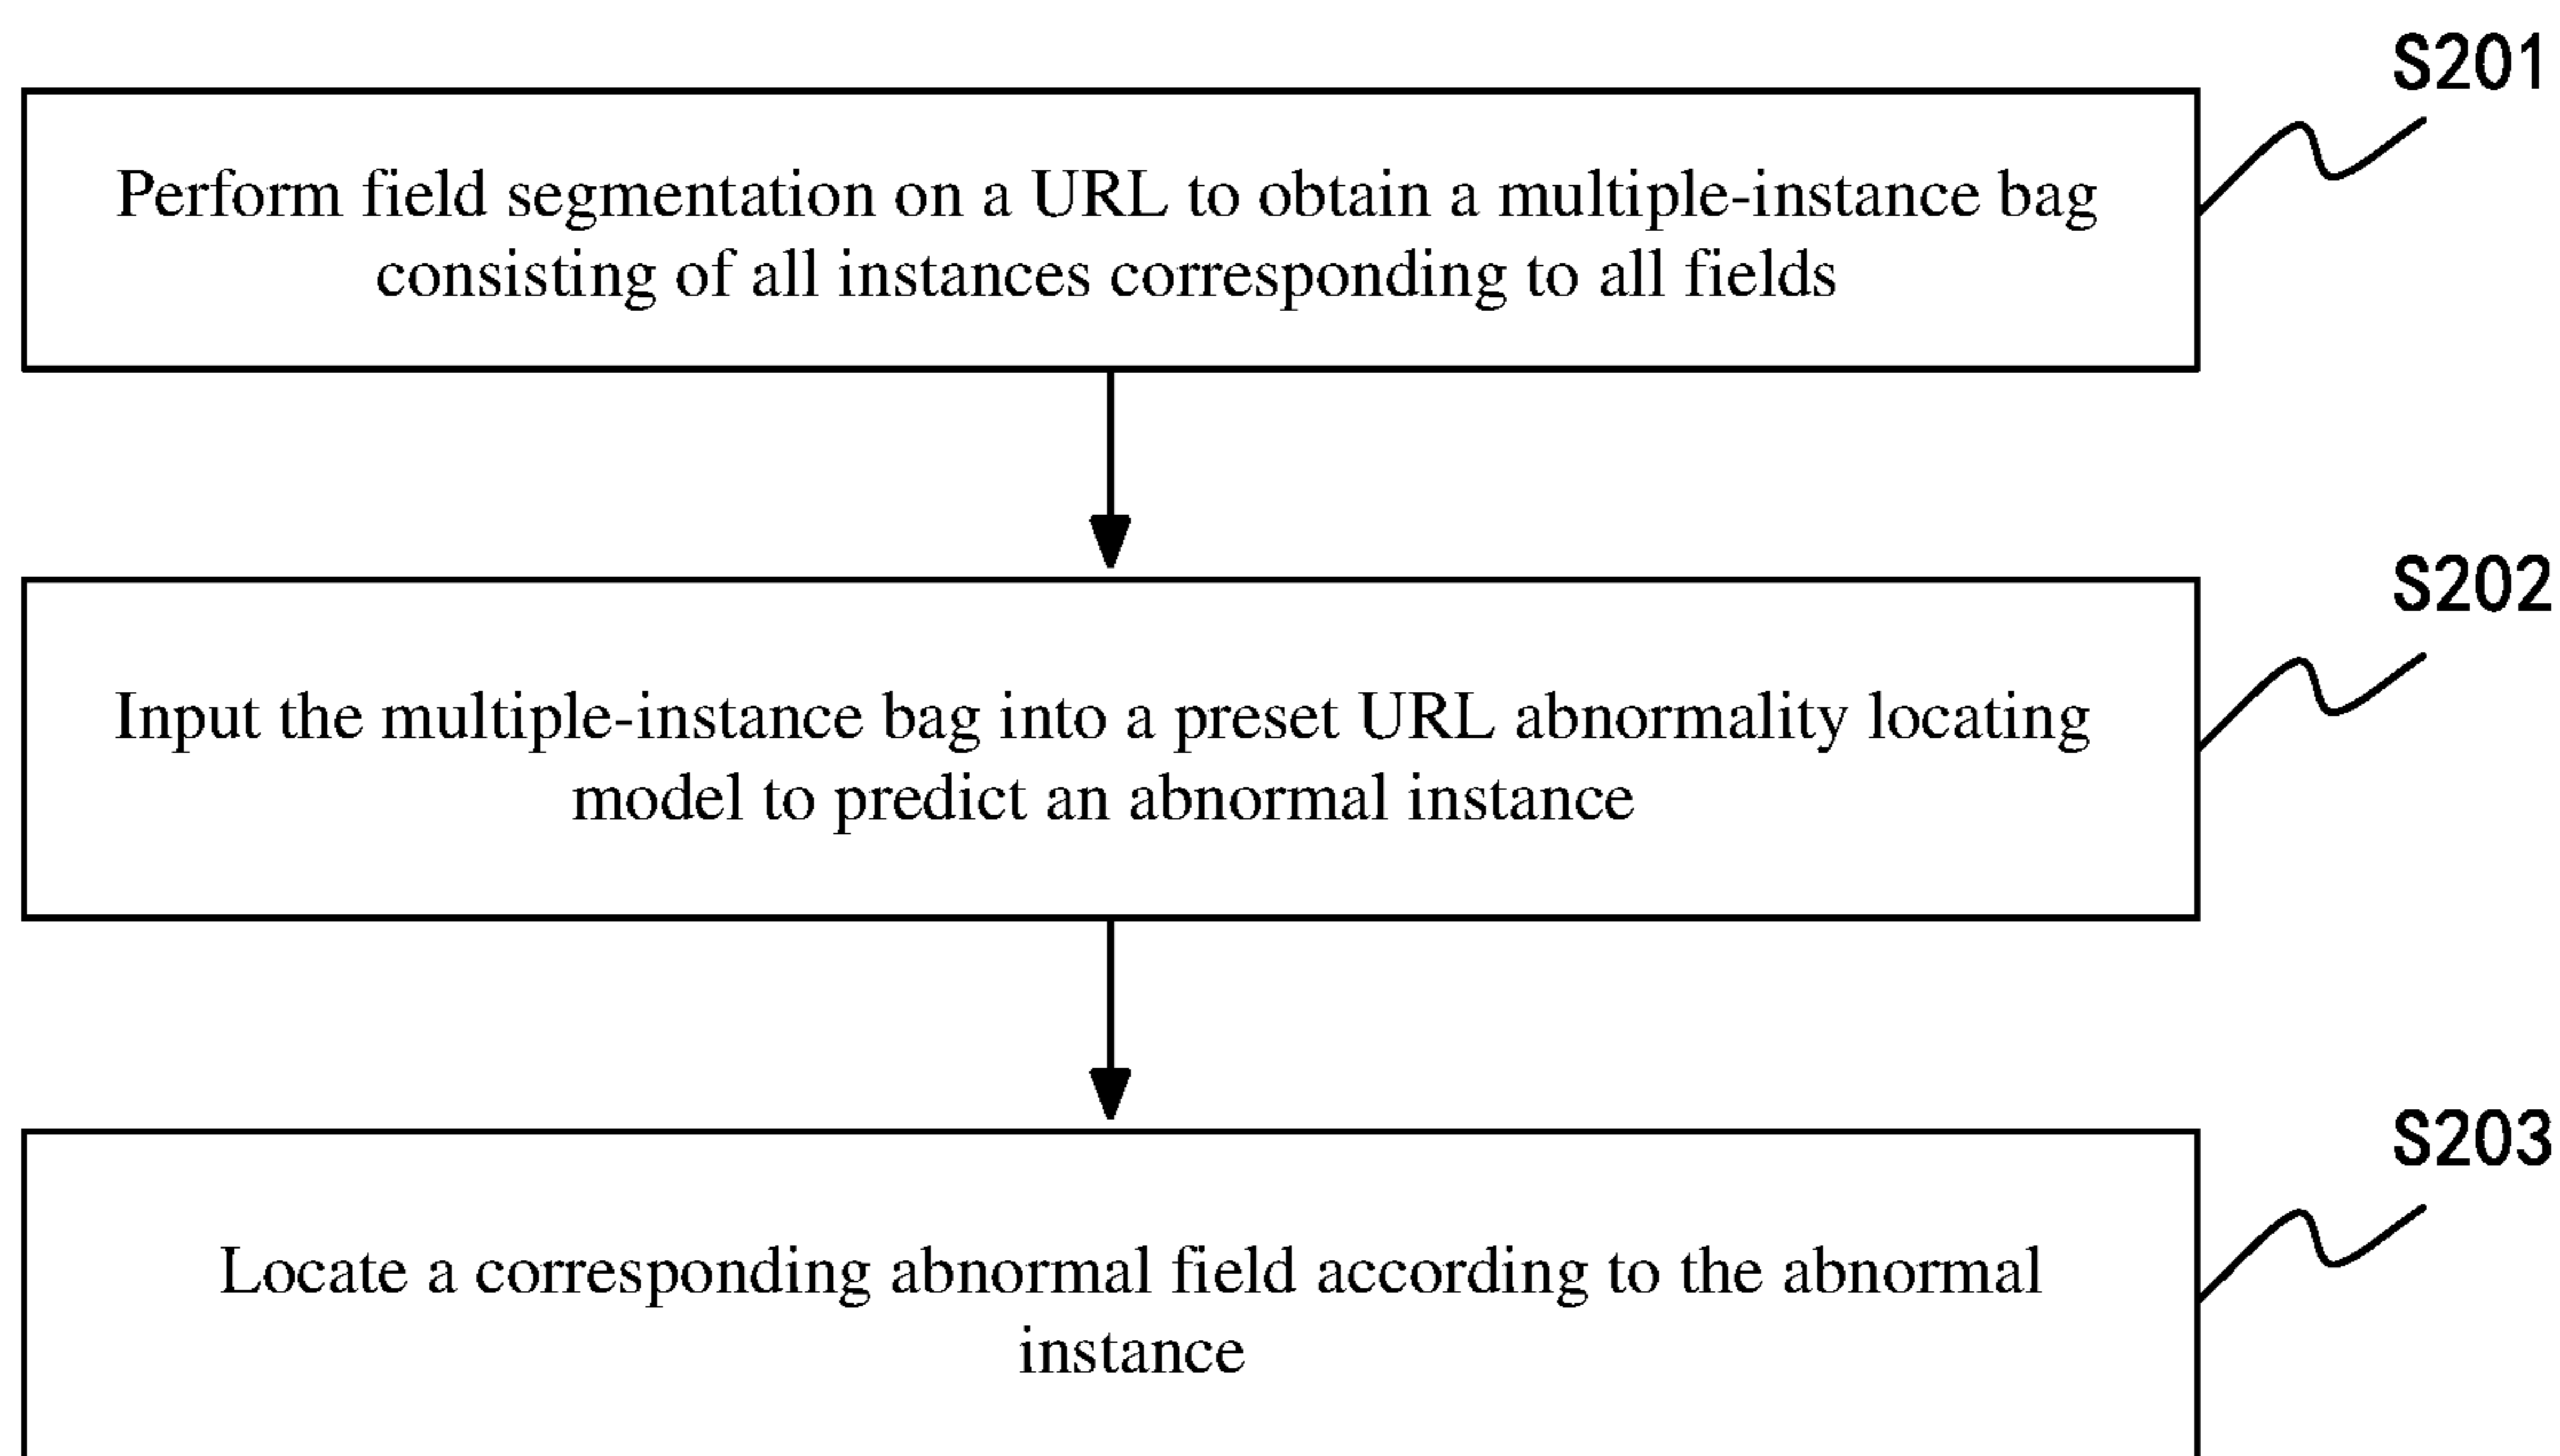 S201
Perform field segmentation on a URL to obtain a multiple-instance bag
consisting of all instances corresponding to all fields
S202
Input the multiple-instance bag into a preset URL abnormality locating
model to predict an abnormal instance
S203
Locate a corresponding abnormal field according to the abnormal
instance